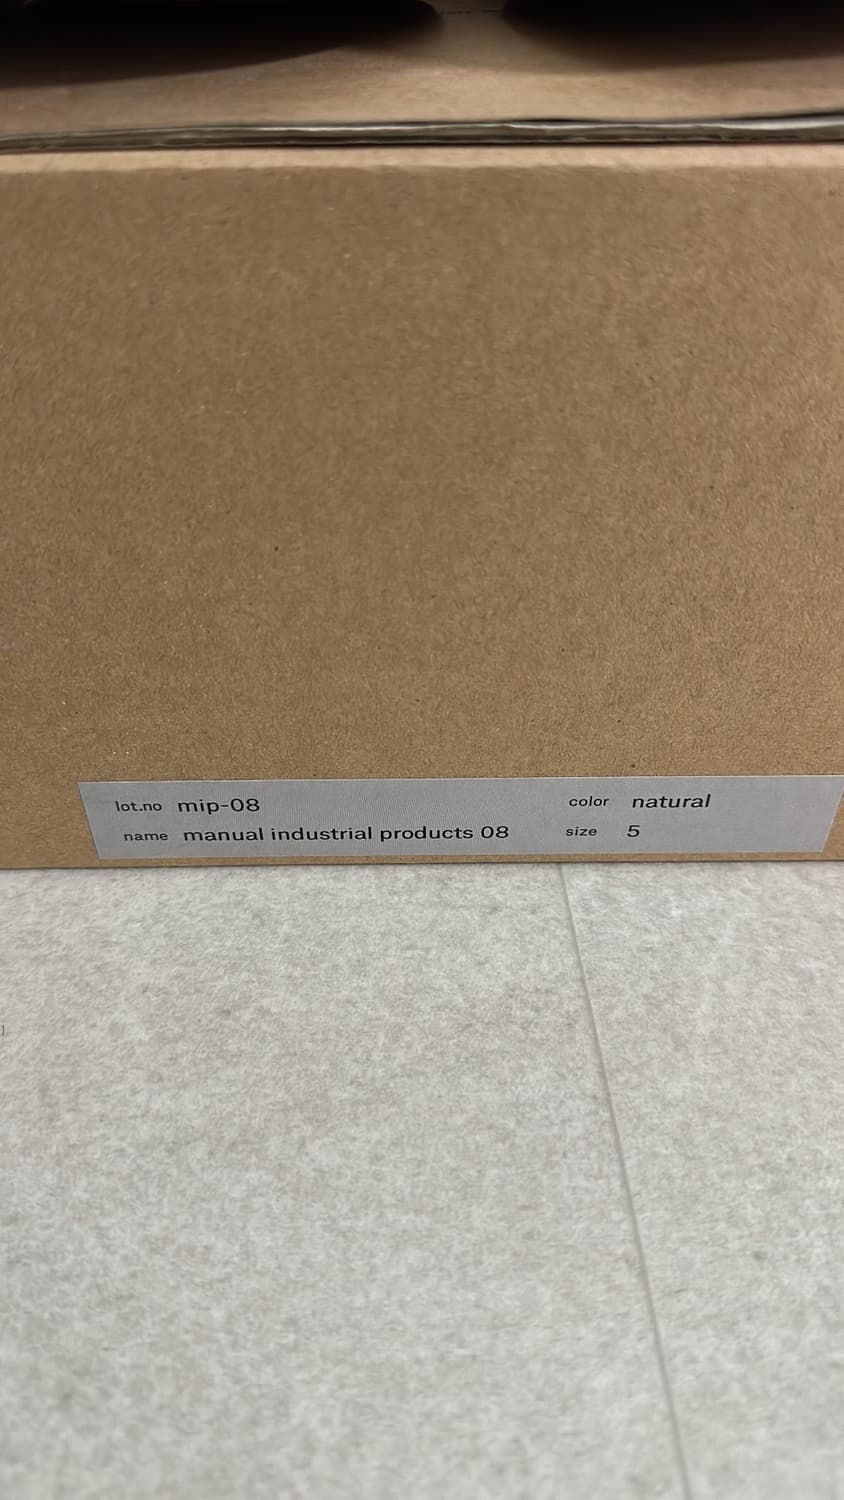 lot.no mip-08 color natural
name manual industrial products 08 size 5